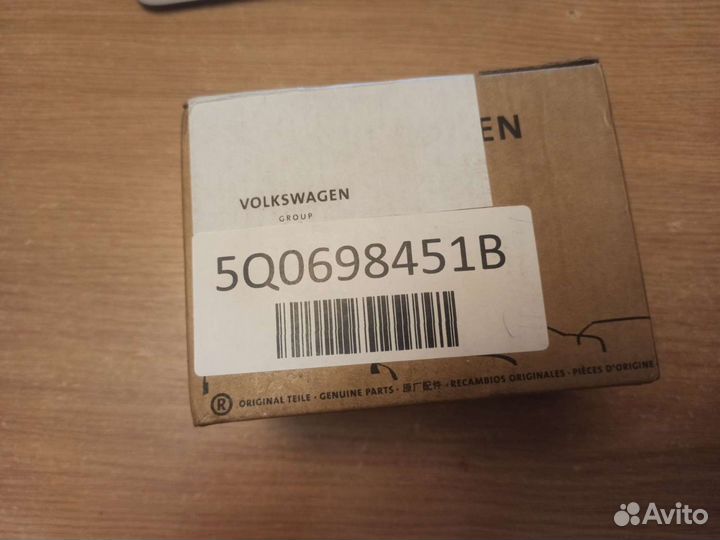 EN
VOLKSWAGEN
GROUP
5Q0698451B
® ORIGINAL TEILE · GENUINE PARTS · 原厂配件 · RECAMBIOS ORIGINALES · PIÈCES D'ORIGINE
Avito